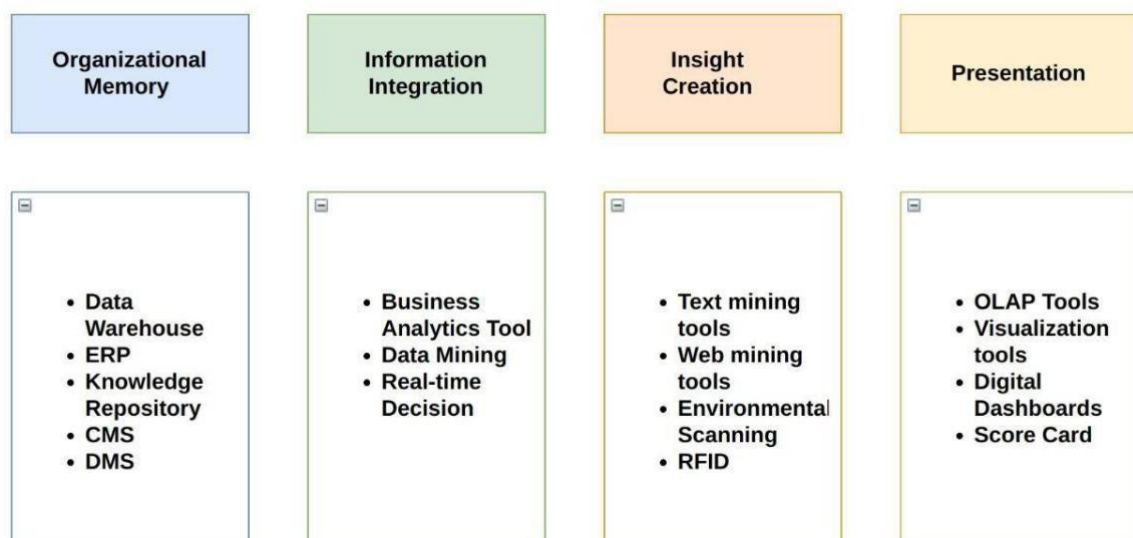 Organizational
Memory
Information
Integration
Insight
Creation
Presentation
• Data
Warehouse
• ERP
• Knowledge
Repository
• CMS
• DMS
• Business
Analytics Tool
• Data Mining
• Real-time
Decision
• Text mining
tools
• Web mining
tools
• Environmental
Scanning
• RFID
• OLAP Tools
• Visualization
tools
• Digital
Dashboards
• Score Card